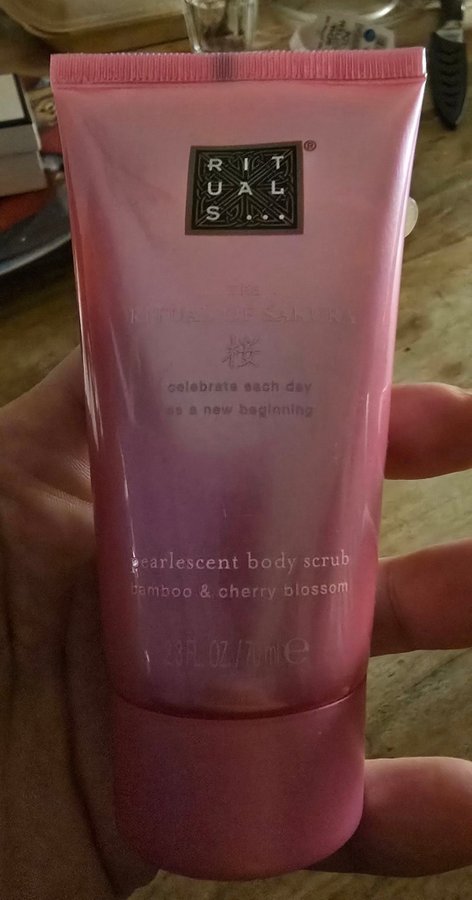 RIT
UAL
S...
®
THE
RITUAL OF SAKURA
桜
celebrate each day
as a new beginning
pearlescent body scrub
bamboo & cherry blossom
2.3 FL. OZ. / 70 ml ℮